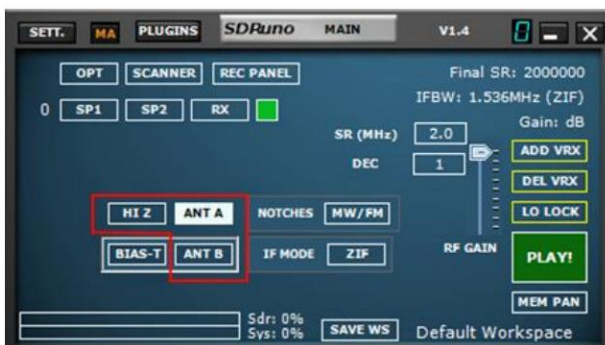 SETT. MA PLUGINS SDRuno MAIN V1.4 0
OPT SCANNER REC PANEL Final SR: 2000000
IFBW: 1.536MHz (ZIF)
0 SP1 SP2 RX Gain: dB
SR (MHz) 2.0 ADD VRX
DEC 1 DEL VRX
HI Z ANT A NOTCHES MW/FM LO LOCK
BIAS-T ANT B IF MODE ZIF RF GAIN PLAY!
MEM PAN
Sdr: 0%
Sys: 0% SAVE WS Default Workspace